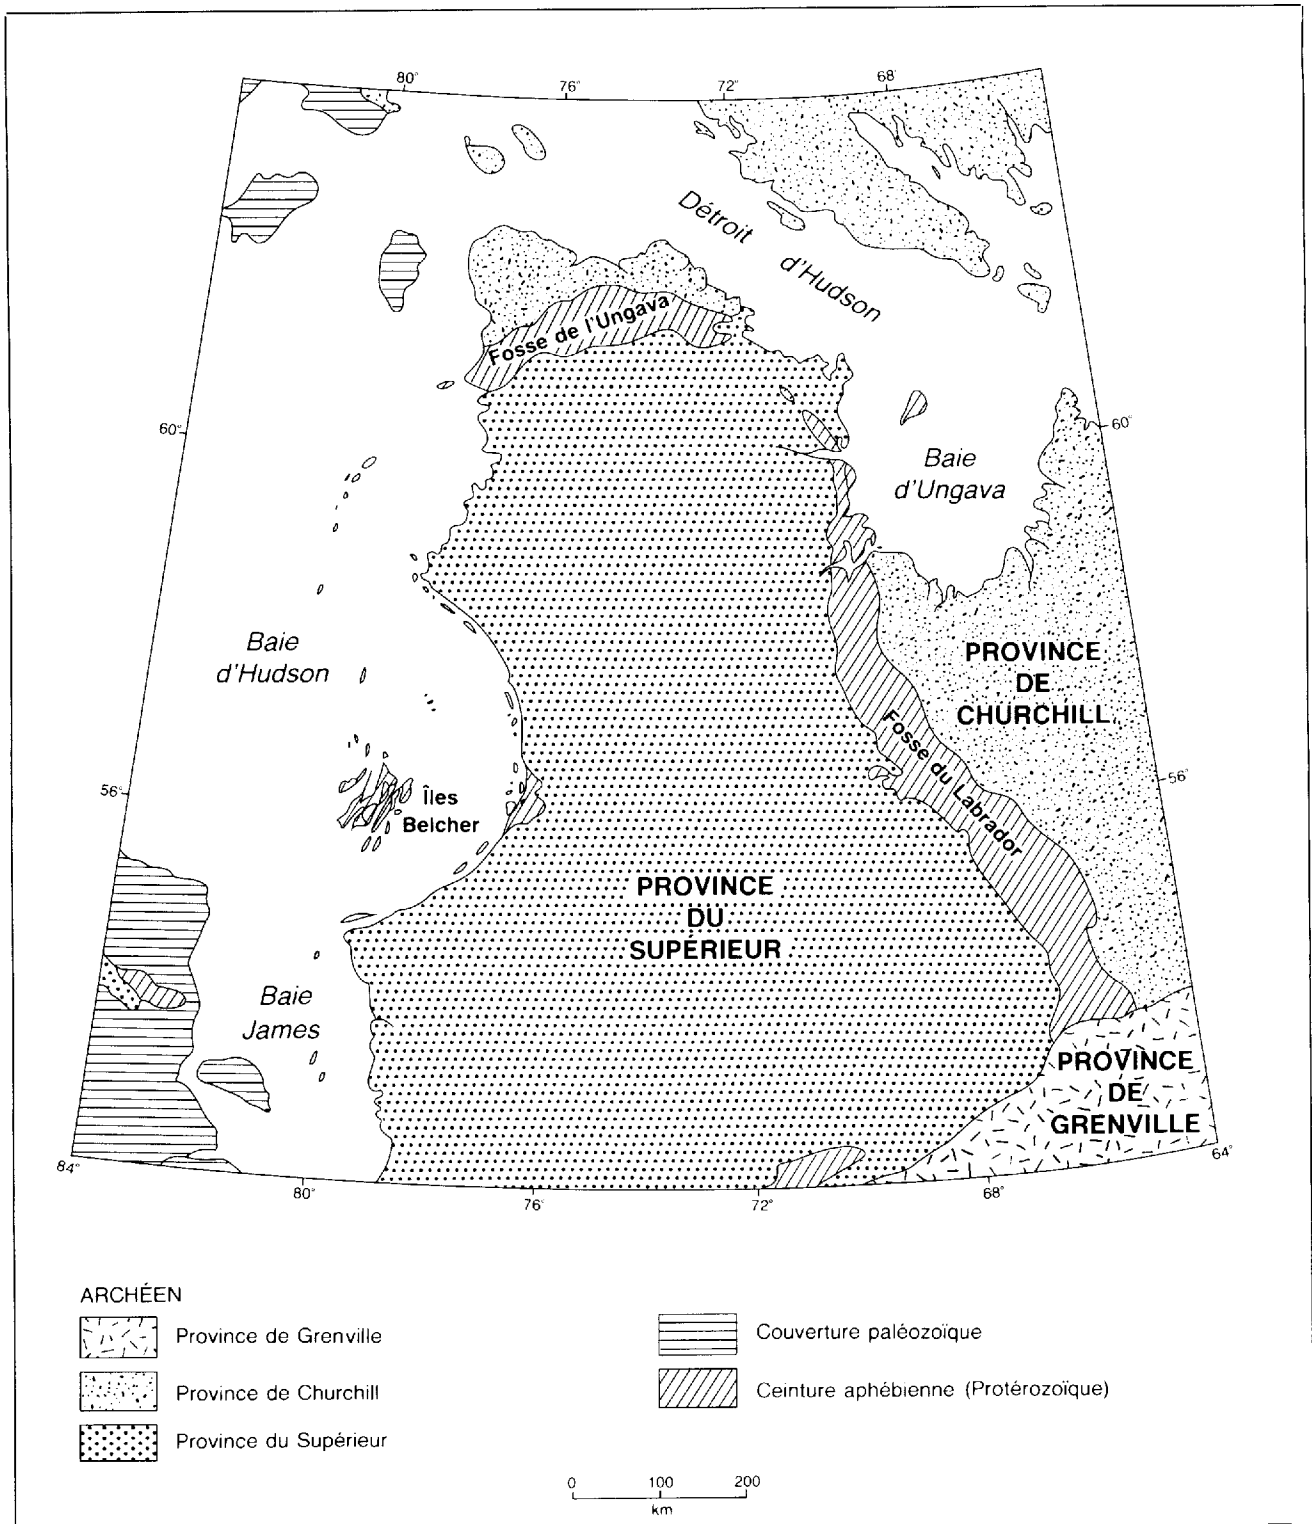 80°
76°
72°
68°
Détroit
d'Hudson
Fosse de l'Ungava
60°
60°
Baie
d'Ungava
Baie
d'Hudson
PROVINCE
DE
CHURCHILL
Fosse du Labrador
56°
56°
Îles
Belcher
PROVINCE
DU
SUPÉRIEUR
Baie
James
PROVINCE
DE
GRENVILLE
84°
80°
76°
72°
68°
64°
ARCHÉEN
Province de Grenville
Province de Churchill
Province du Supérieur
Couverture paléozoïque
Ceinture aphébienne (Protérozoïque)
0 100 200
km